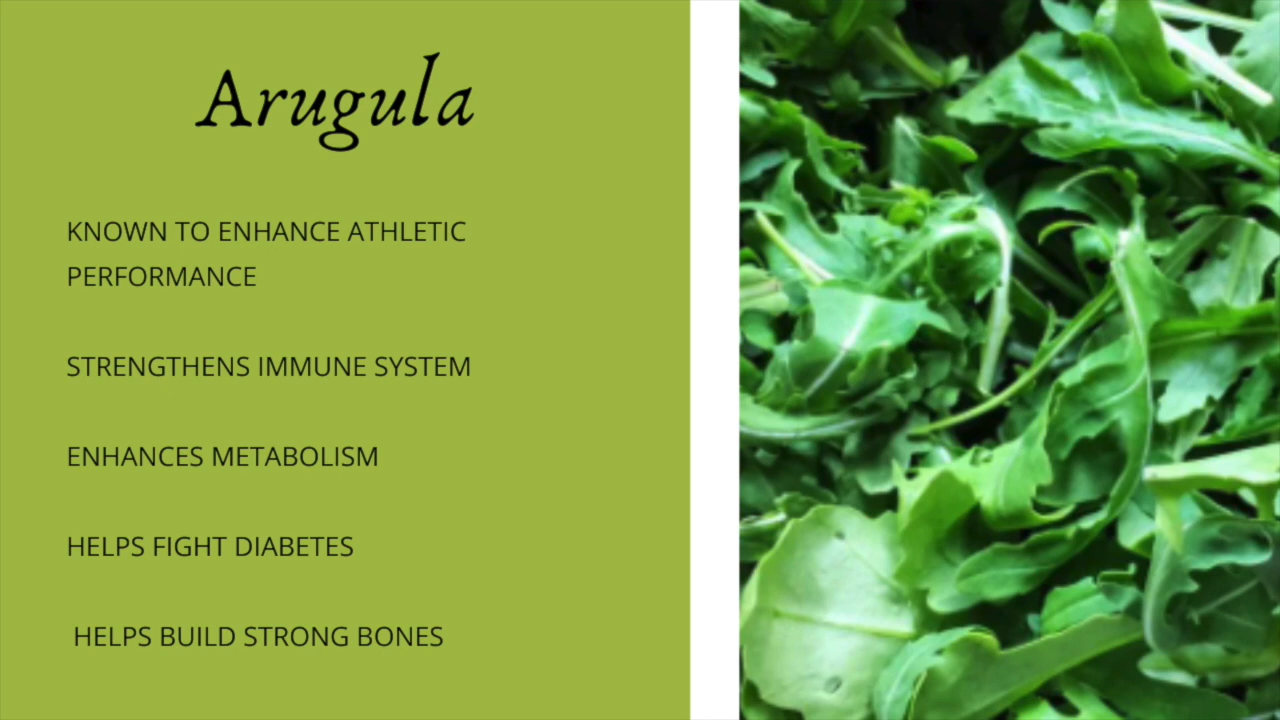 Arugula
KNOWN TO ENHANCE ATHLETIC
PERFORMANCE
STRENGTHENS IMMUNE SYSTEM
ENHANCES METABOLISM
HELPS FIGHT DIABETES
HELPS BUILD STRONG BONES